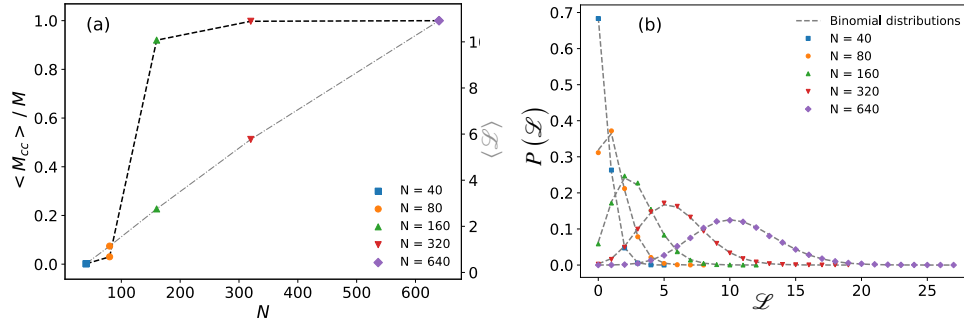 (a)
1.0
0.8
0.6
0.4
0.2
0.0
< M_cc > / M
100
200
300
400
500
600
N
10
8
6
4
2
0
⟨ℒ⟩
N = 40
N = 80
N = 160
N = 320
N = 640
(b)
0.7
0.6
0.5
0.4
0.3
0.2
0.1
0.0
P (ℒ)
0
5
10
15
20
25
ℒ
Binomial distributions
N = 40
N = 80
N = 160
N = 320
N = 640